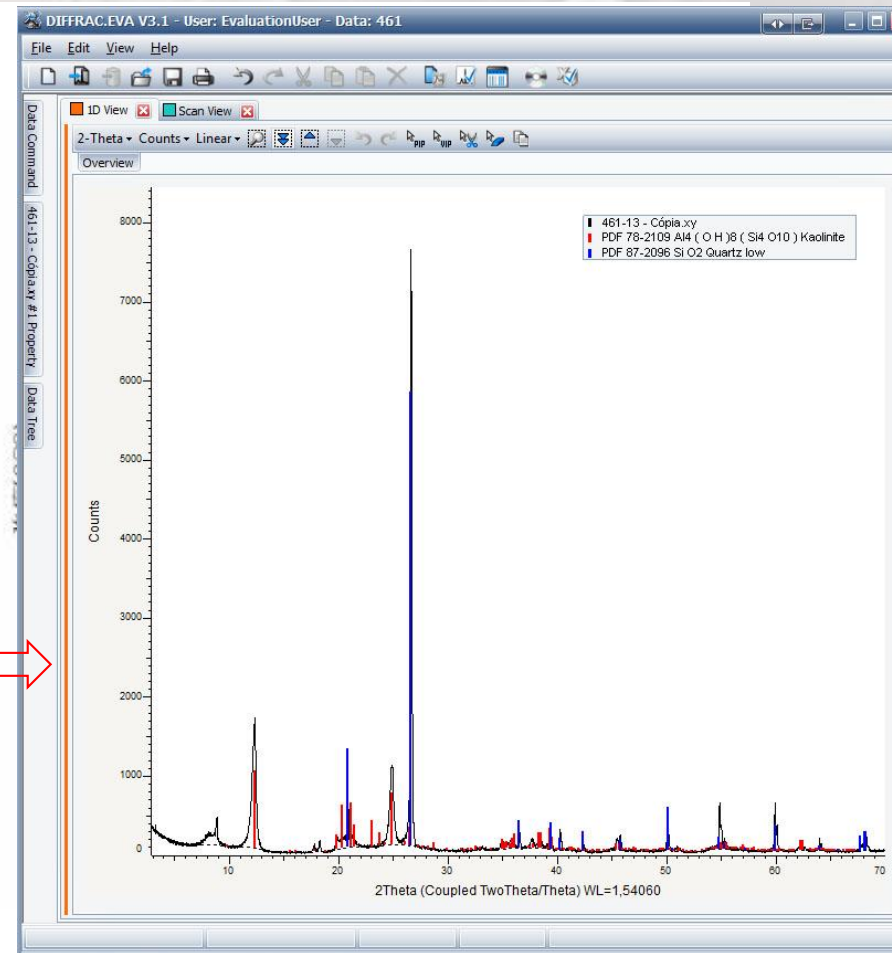 DIFFRAC.EVA V3.1 - User: EvaluationUser - Data: 461
File Edit View Help
1D View Scan View
2-Theta Counts Linear
PIP VIP
Overview
Data Command
461-13 - Cópia.xy #1 Property
Data Tree
461-13 - Cópia.xy
PDF 78-2109 Al4 ( O H )8 ( Si4 O10 ) Kaolinite
PDF 87-2096 Si O2 Quartz low
8000
7000
6000
5000
4000
3000
2000
1000
0
Counts
10 20 30 40 50 60 70
2Theta (Coupled TwoTheta/Theta) WL=1,54060